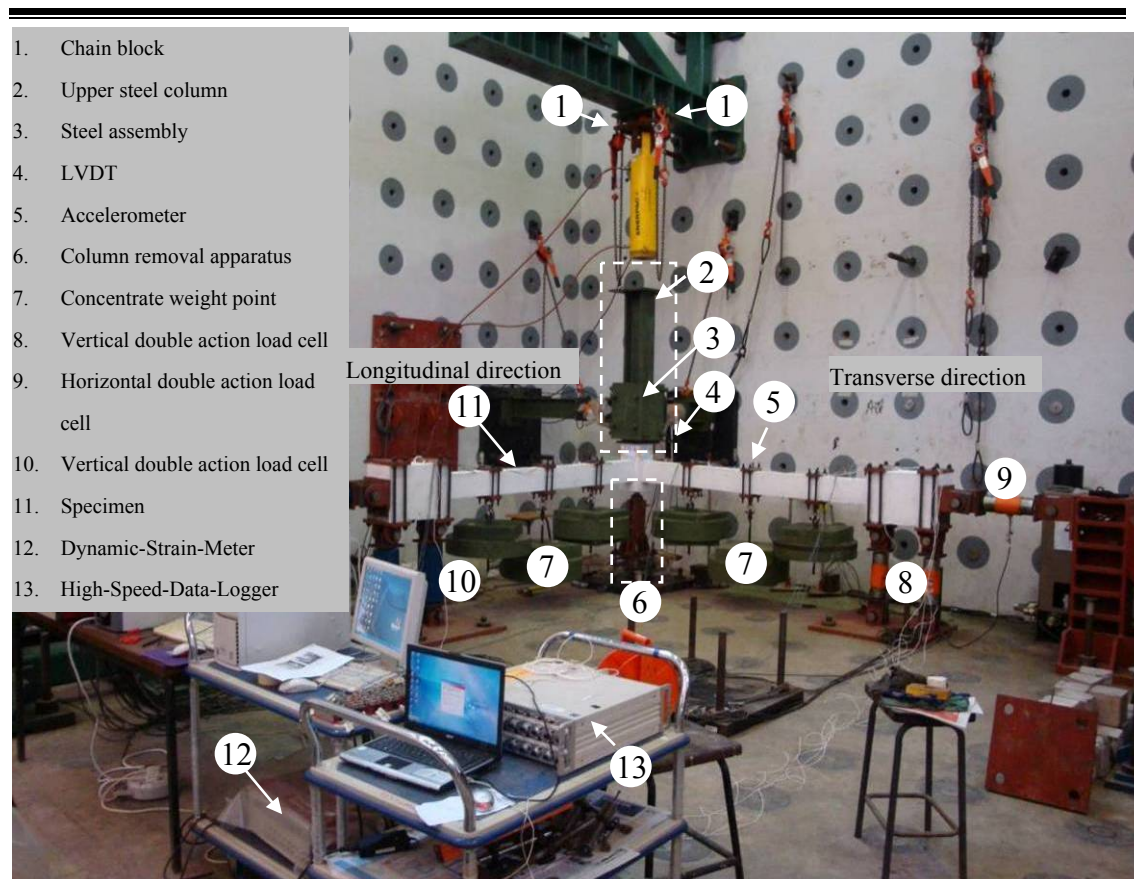 1. Chain block
2. Upper steel column
3. Steel assembly
4. LVDT
5. Accelerometer
6. Column removal apparatus
7. Concentrate weight point
8. Vertical double action load cell
9. Horizontal double action load
cell
10. Vertical double action load cell
11. Specimen
12. Dynamic-Strain-Meter
13. High-Speed-Data-Logger
1
1
ENERPAC
2
3
Longitudinal direction
Transverse direction
4
11
5
9
10
7
7
8
6
12
13